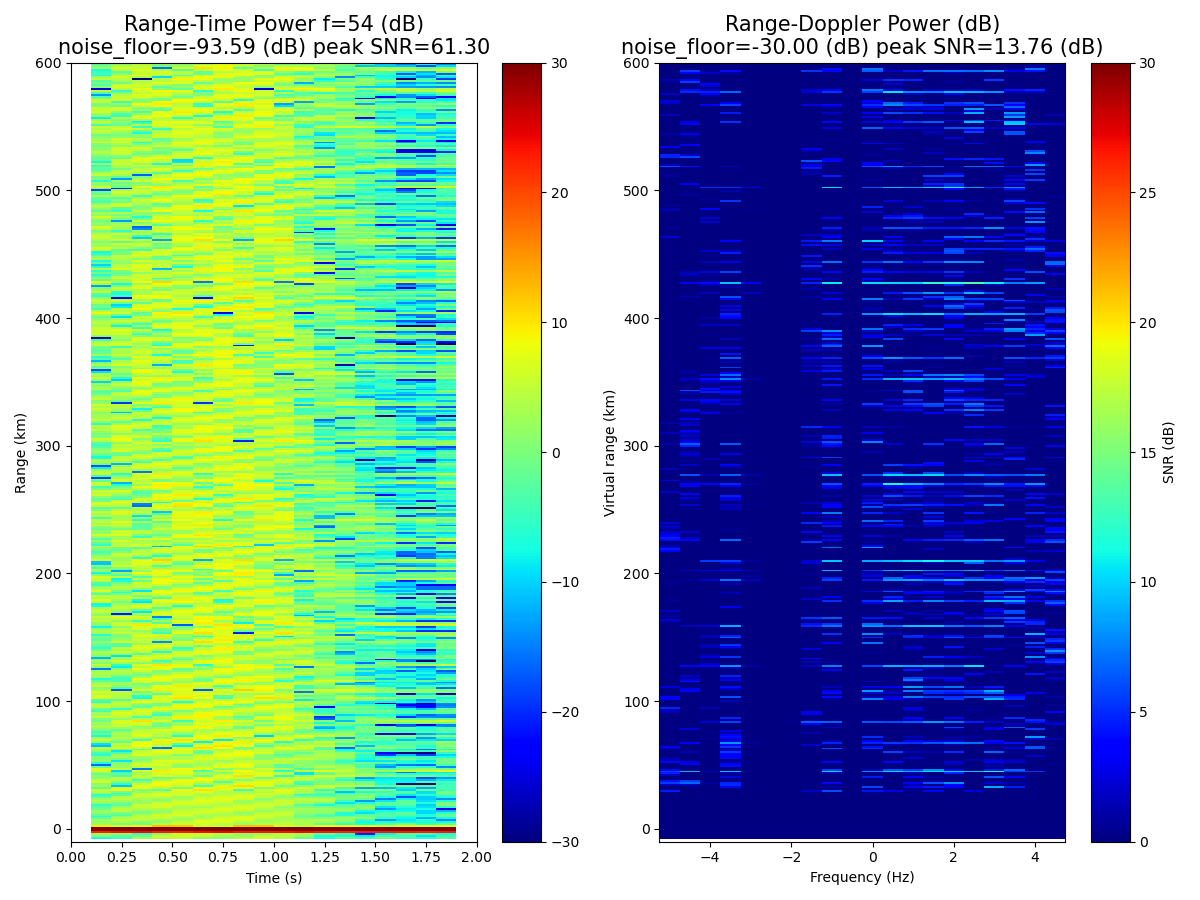 Range-Time Power f=54 (dB)
noise_floor=-93.59 (dB) peak SNR=61.30
Range (km)
600
500
400
300
200
100
0
0.00 0.25 0.50 0.75 1.00 1.25 1.50 1.75 2.00
Time (s)
30
20
10
0
−10
−20
−30
Range-Doppler Power (dB)
noise_floor=-30.00 (dB) peak SNR=13.76 (dB)
Virtual range (km)
600
500
400
300
200
100
0
−4 −2 0 2 4
Frequency (Hz)
30
25
20
15
10
5
0
SNR (dB)